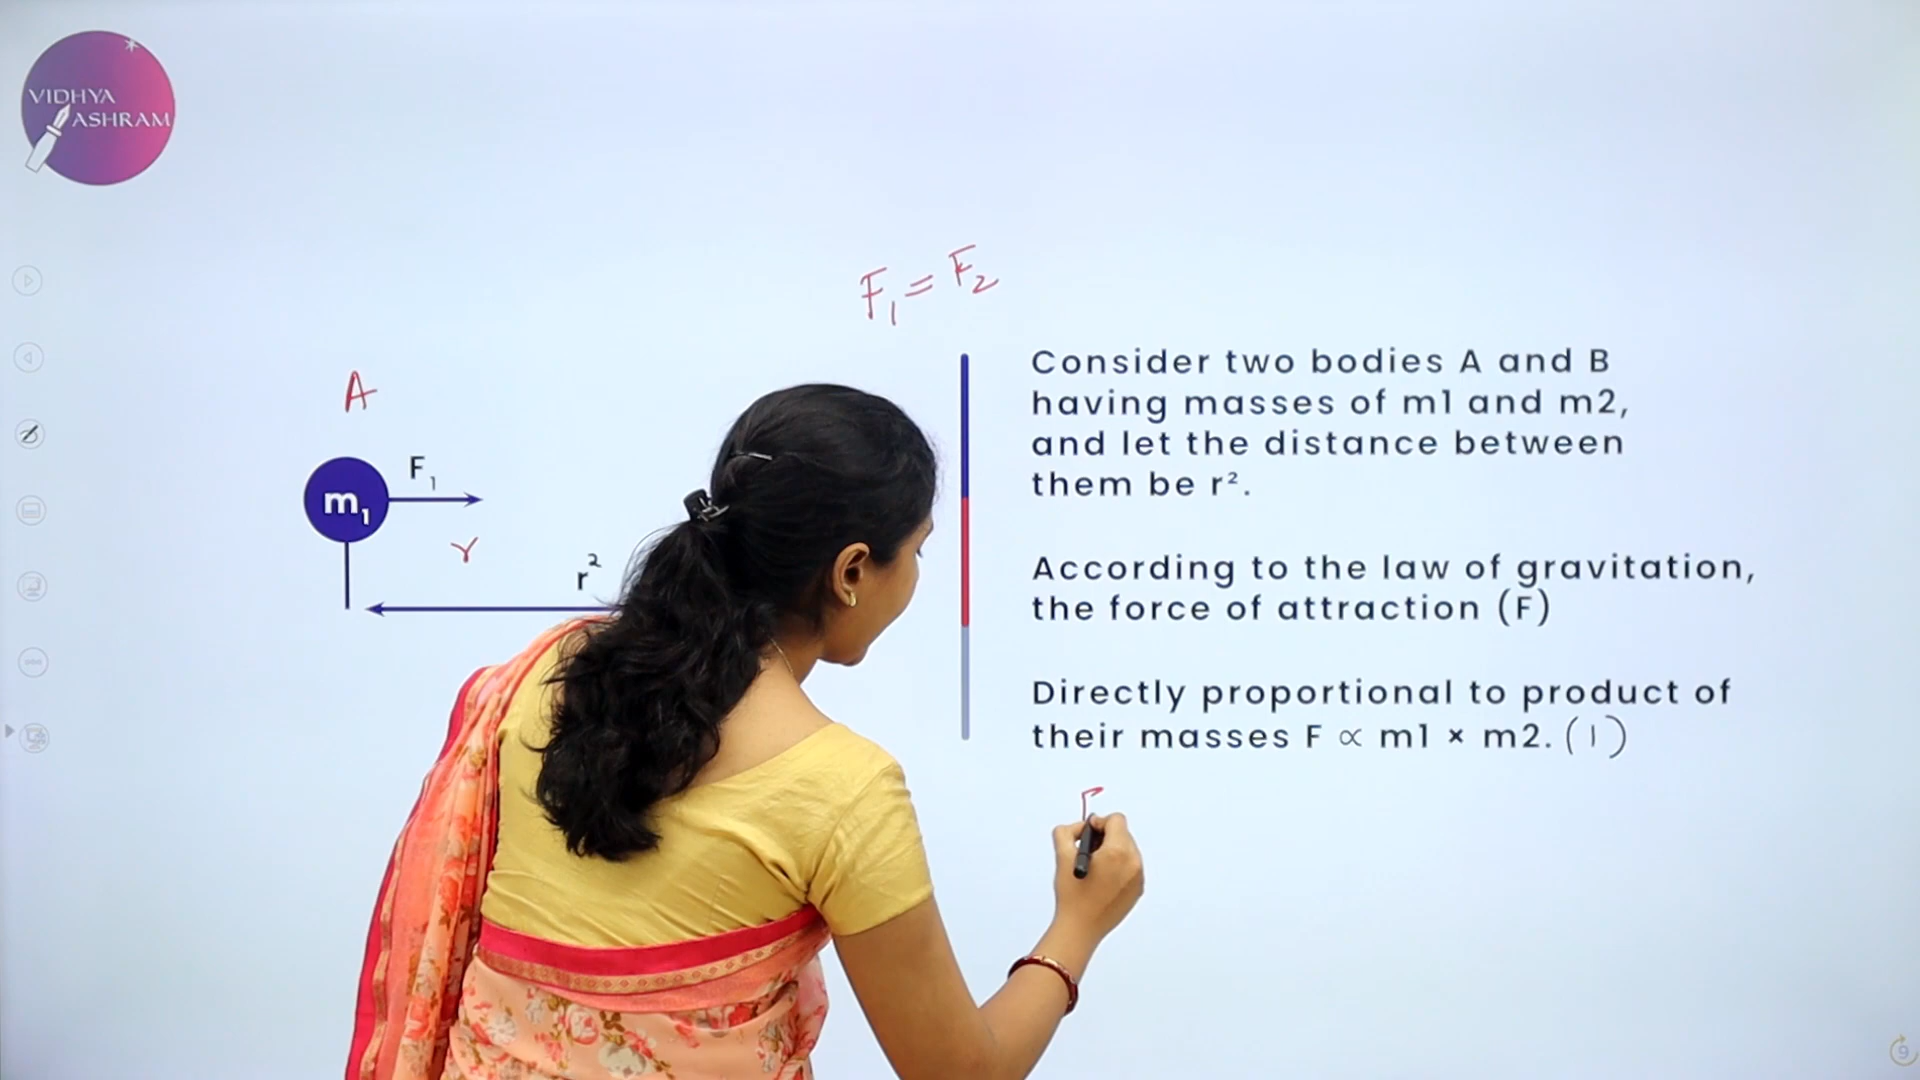 VIDHYA
ASHRAM
F₁ = F₂
A
F₁
m₁
r
r²
Consider two bodies A and B
having masses of m1 and m2,
and let the distance between
them be r².
According to the law of gravitation,
the force of attraction (F)
Directly proportional to product of
their masses F ∝ m1 × m2. (1)
9